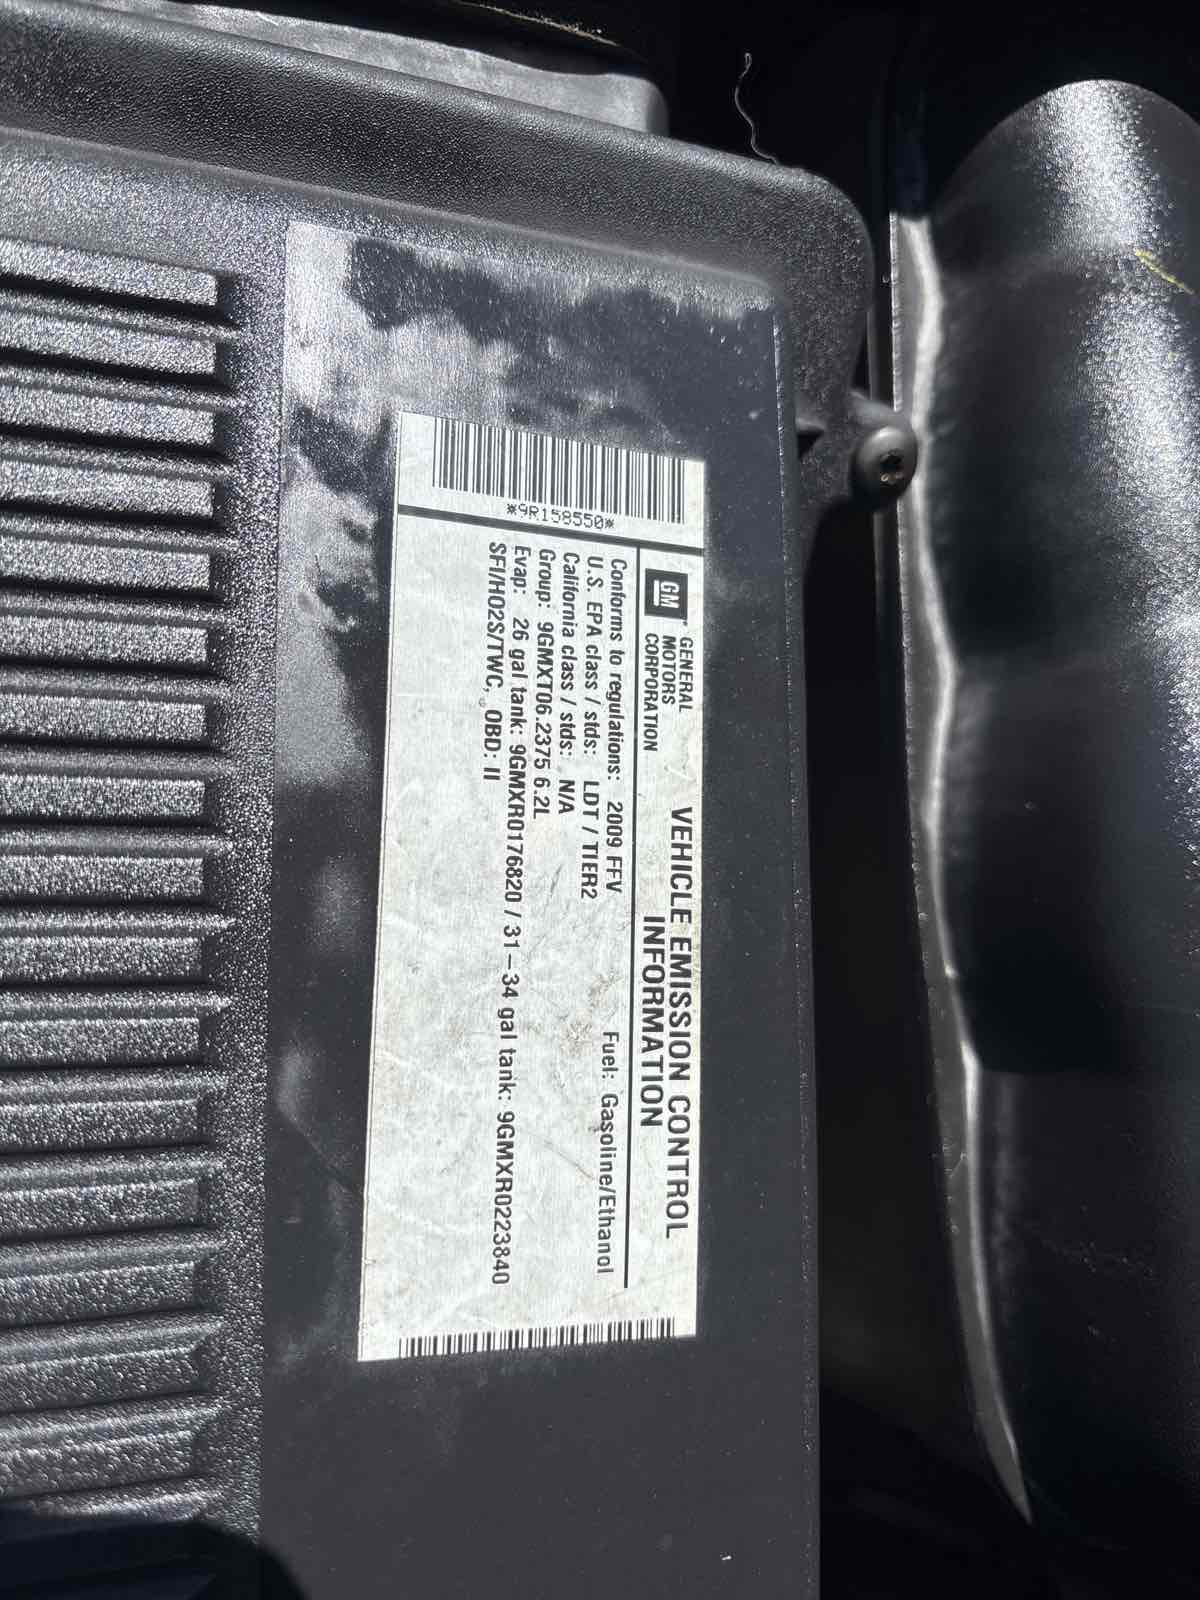 *9R158550*
GM
GENERAL
MOTORS
CORPORATION
VEHICLE EMISSION CONTROL
INFORMATION
Conforms to regulations: 2009 FFV Fuel: Gasoline/Ethanol
U.S. EPA class / stds: LDT / TIER2
California class / stds: N/A
Group: 9GMXT06.2375 6.2L
Evap: 26 gal tank: 9GMXR0176820 / 31-34 gal tank: 9GMXR0223840
SFI/HO2S/TWC, OBD: II